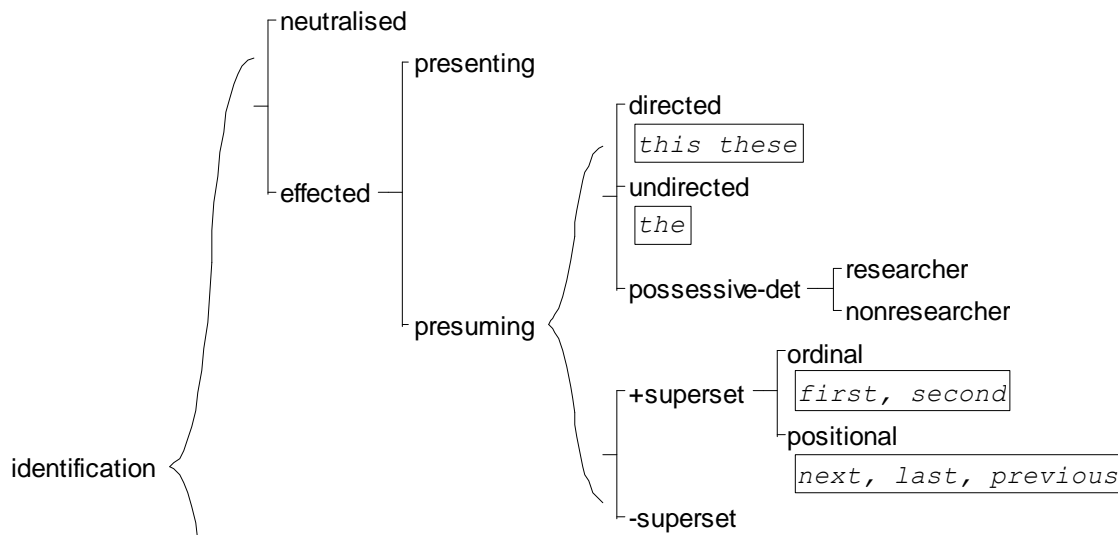 neutralised
presenting
directed
this these
undirected
effected
the
researcher
possessive-det
nonresearcher
presuming
ordinal
first, second
+superset
positional
identification
next, last, previous
-superset